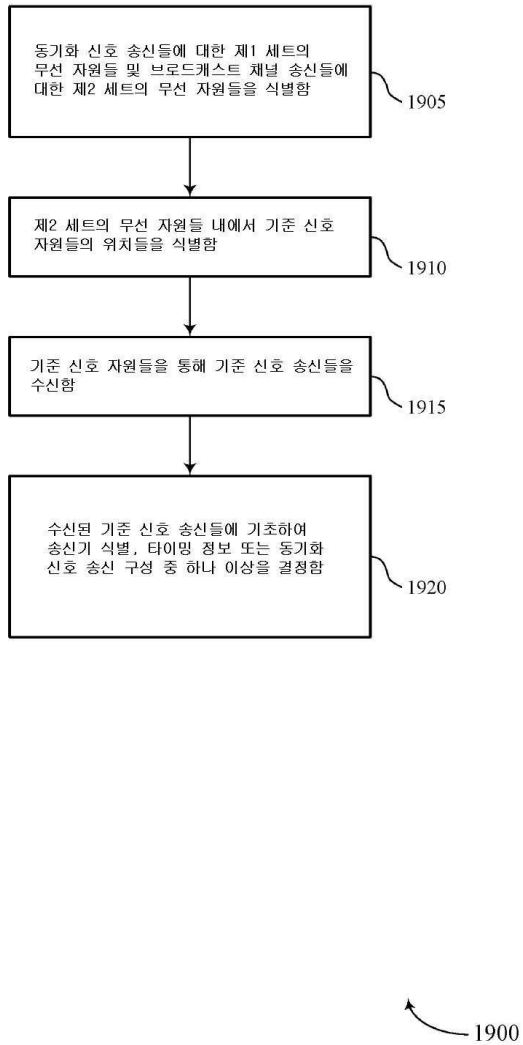 동기화 신호 송신들에 대한 제1 세트의
무선 자원들 및 브로드캐스트 채널 송신들에
대한 제2 세트의 무선 자원들을 식별함
1905
제2 세트의 무선 자원들 내에서 기준 신호
자원들의 위치들을 식별함
1910
기준 신호 자원들을 통해 기준 신호 송신들을
수신함
1915
수신된 기준 신호 송신들에 기초하여
송신기 식별, 타이밍 정보 또는 동기화
신호 송신 구성 중 하나 이상을 결정함
1920
1900